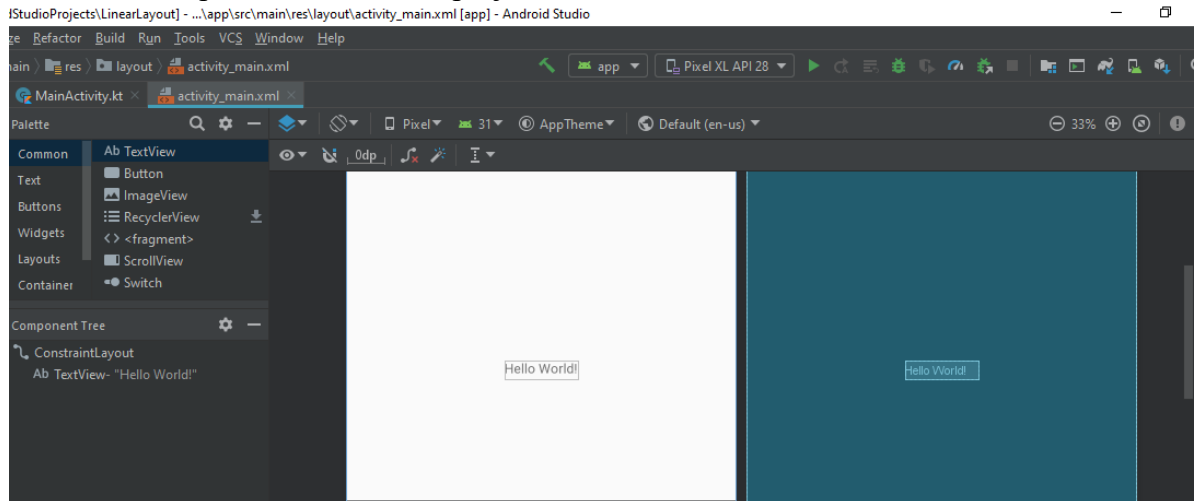 IStudioProjects\LinearLayout] - ...\app\src\main\res\layout\activity_main.xml [app] - Android Studio
ze Refactor Build Run Tools VCS Window Help
nain res layout activity_main.xml app Pixel XL API 28
MainActivity.kt activity_main.xml
Palette Pixel 31 AppTheme Default (en-us) 33%
Common Ab TextView 0dp
Text Button
Buttons ImageView
Widgets RecyclerView
Layouts <> <fragment>
Container ScrollView
Switch
Component Tree
ConstraintLayout
Ab TextView- "Hello World!"
Hello World! Hello World!